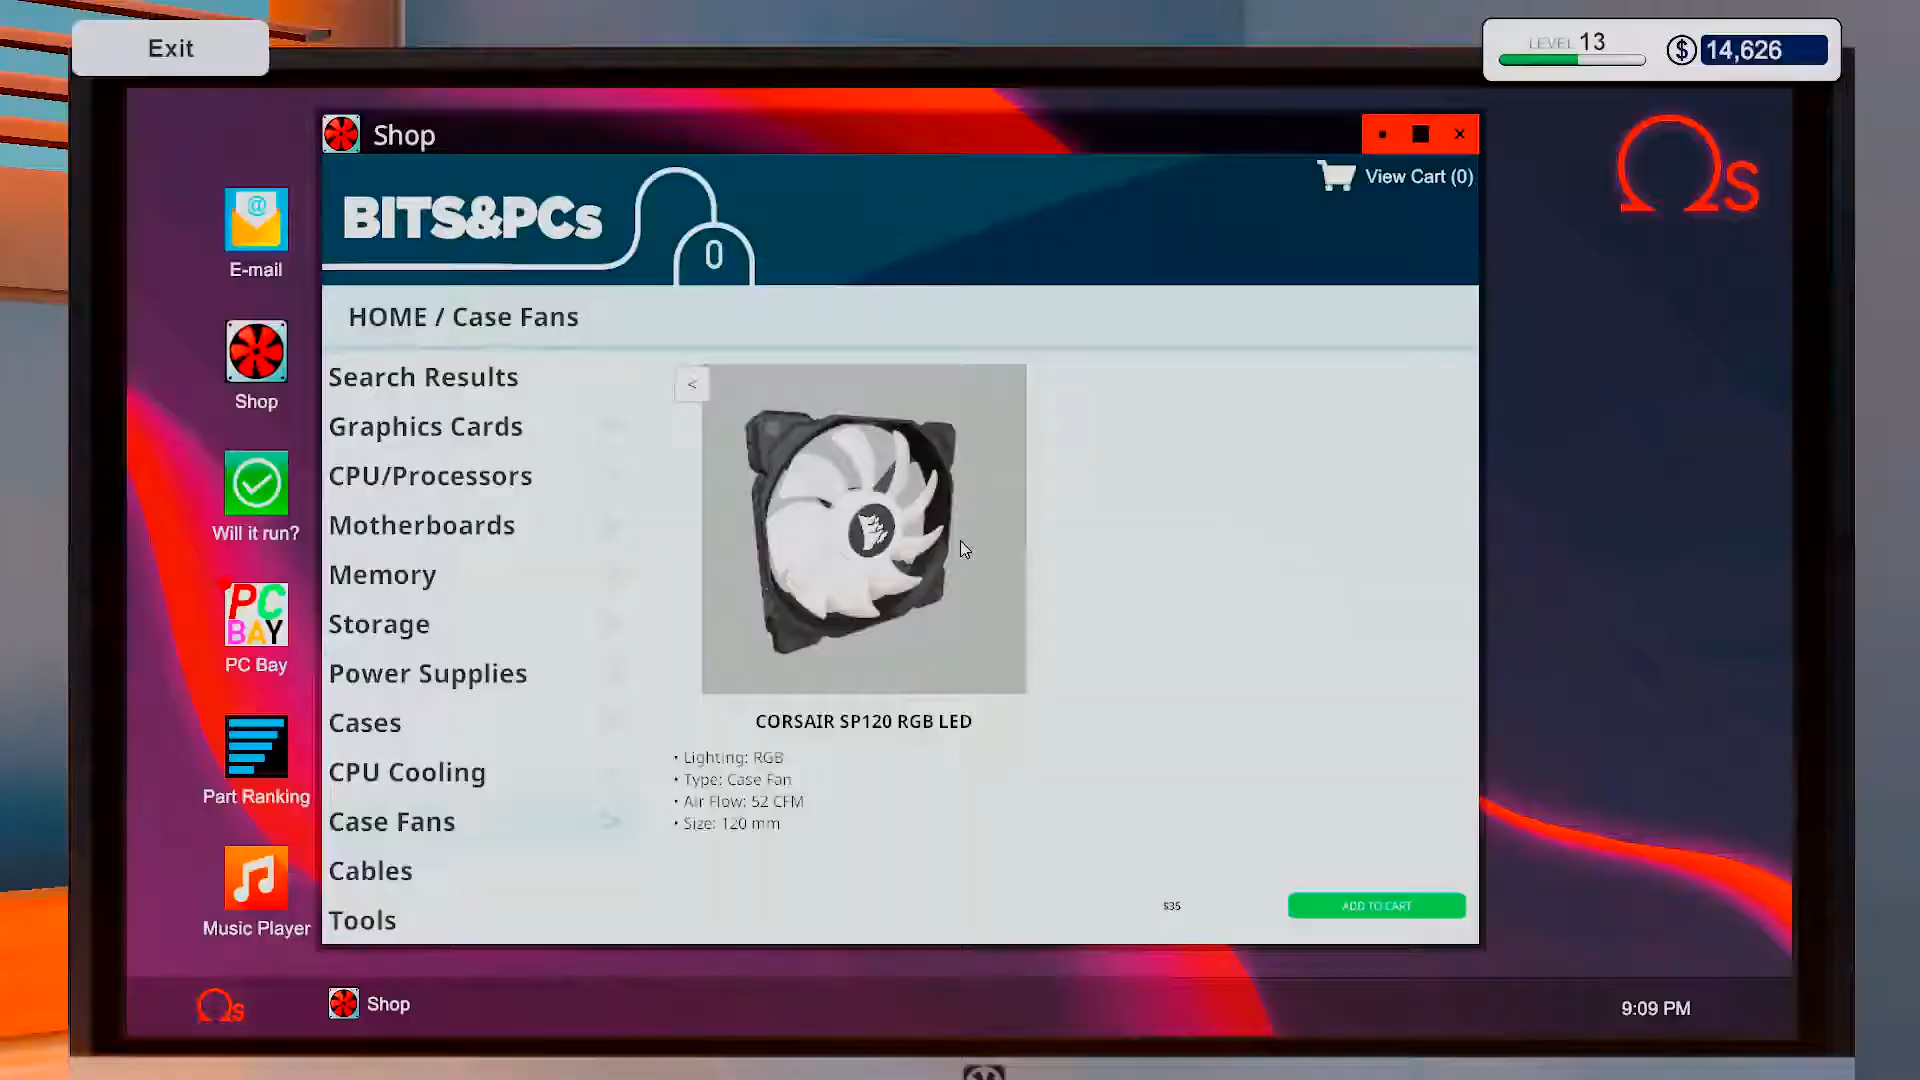 Exit
LEVEL 13
$ 14,626
Shop
View Cart (0)
BITS&PCs
HOME / Case Fans
Search Results
Graphics Cards
CPU/Processors
Motherboards
Memory
Storage
Power Supplies
Cases
CPU Cooling
Case Fans >
Cables
Tools
<
CORSAIR SP120 RGB LED
• Lighting: RGB
• Type: Case Fan
• Air Flow: 52 CFM
• Size: 120 mm
$35
ADD TO CART
E-mail
Shop
Will it run?
PC
BAY
PC Bay
Part Ranking
Music Player
Ωs
Ωs
Shop
9:09 PM